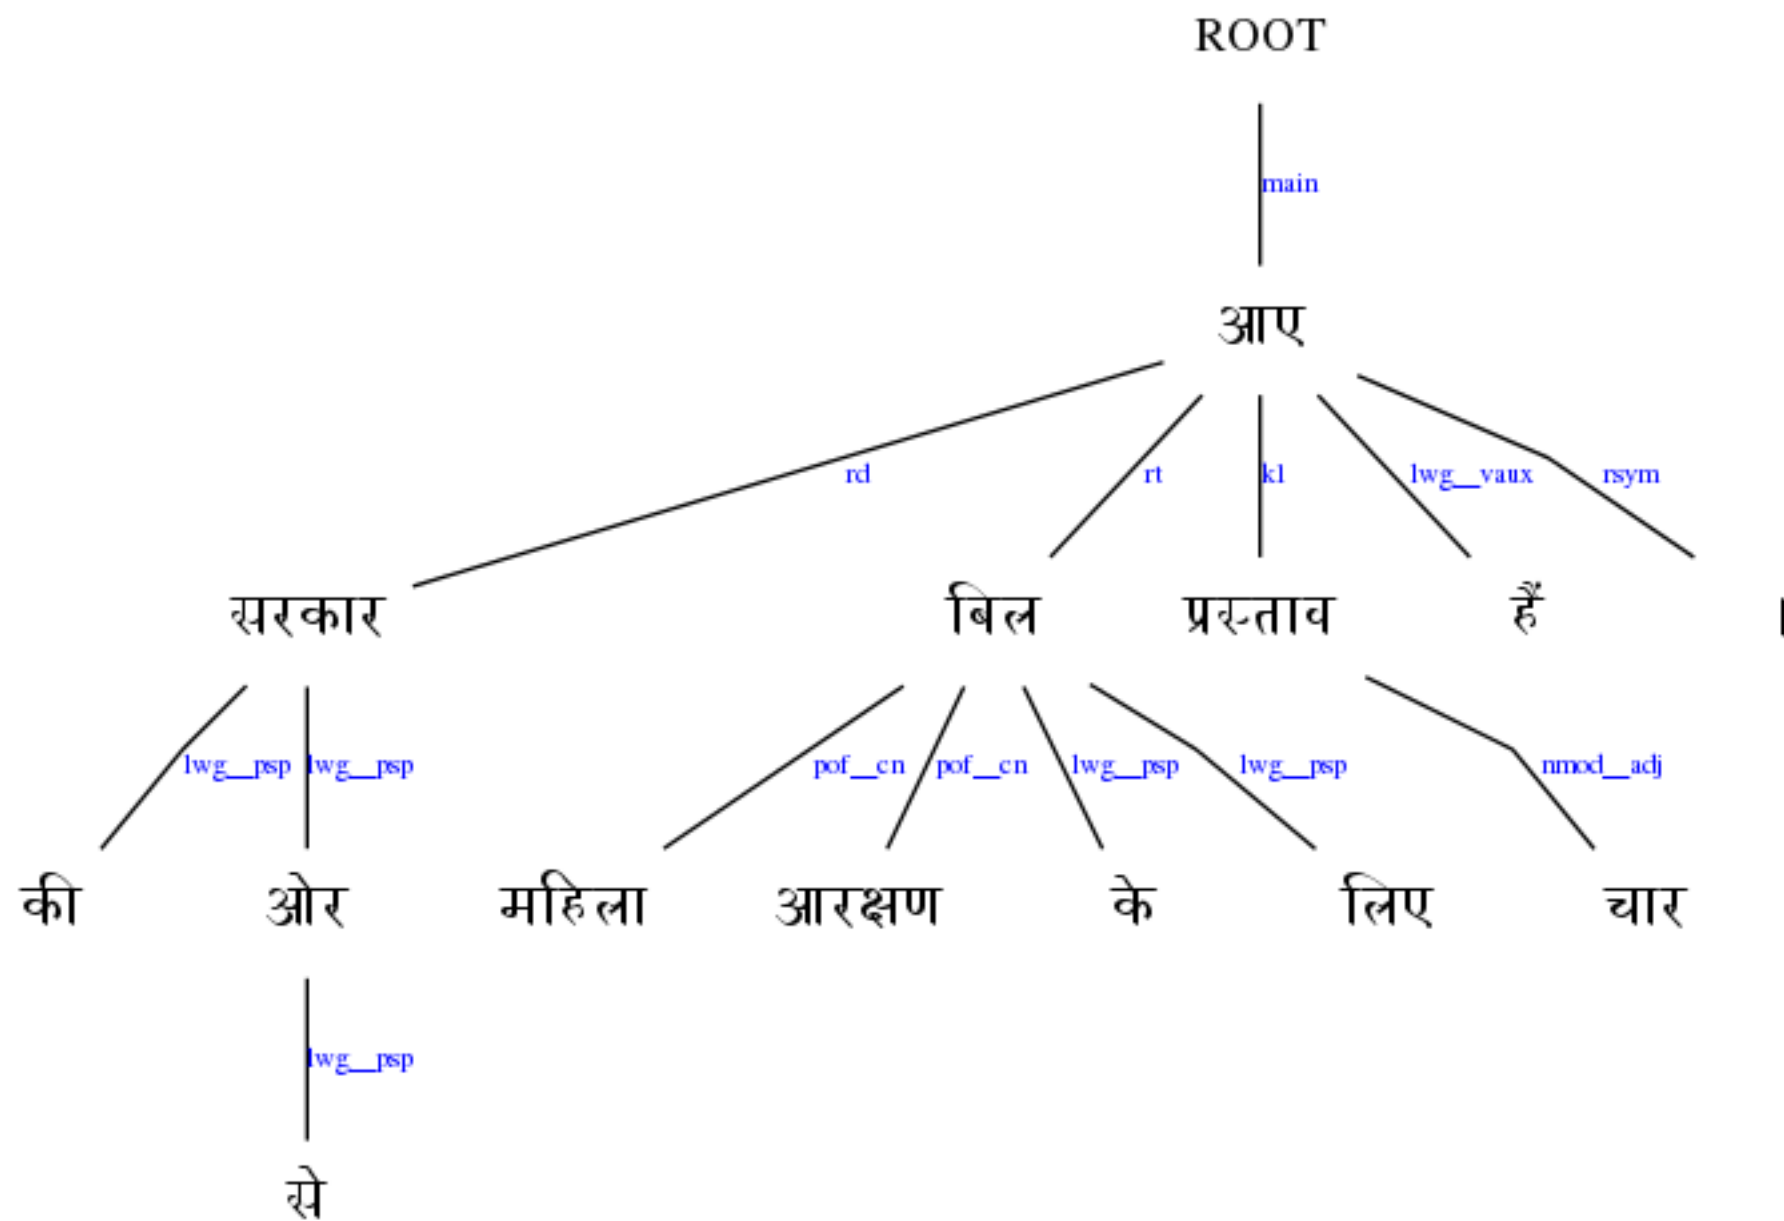 ROOT
main
आए
rd rt k1 lwg__vaux rsym
सरकार बिल प्रस्ताव हैं ।
lwg__psp lwg__psp pof__cn pof__cn lwg__psp lwg__psp nmod__adj
की ओर महिला आरक्षण के लिए चार
lwg__psp
से